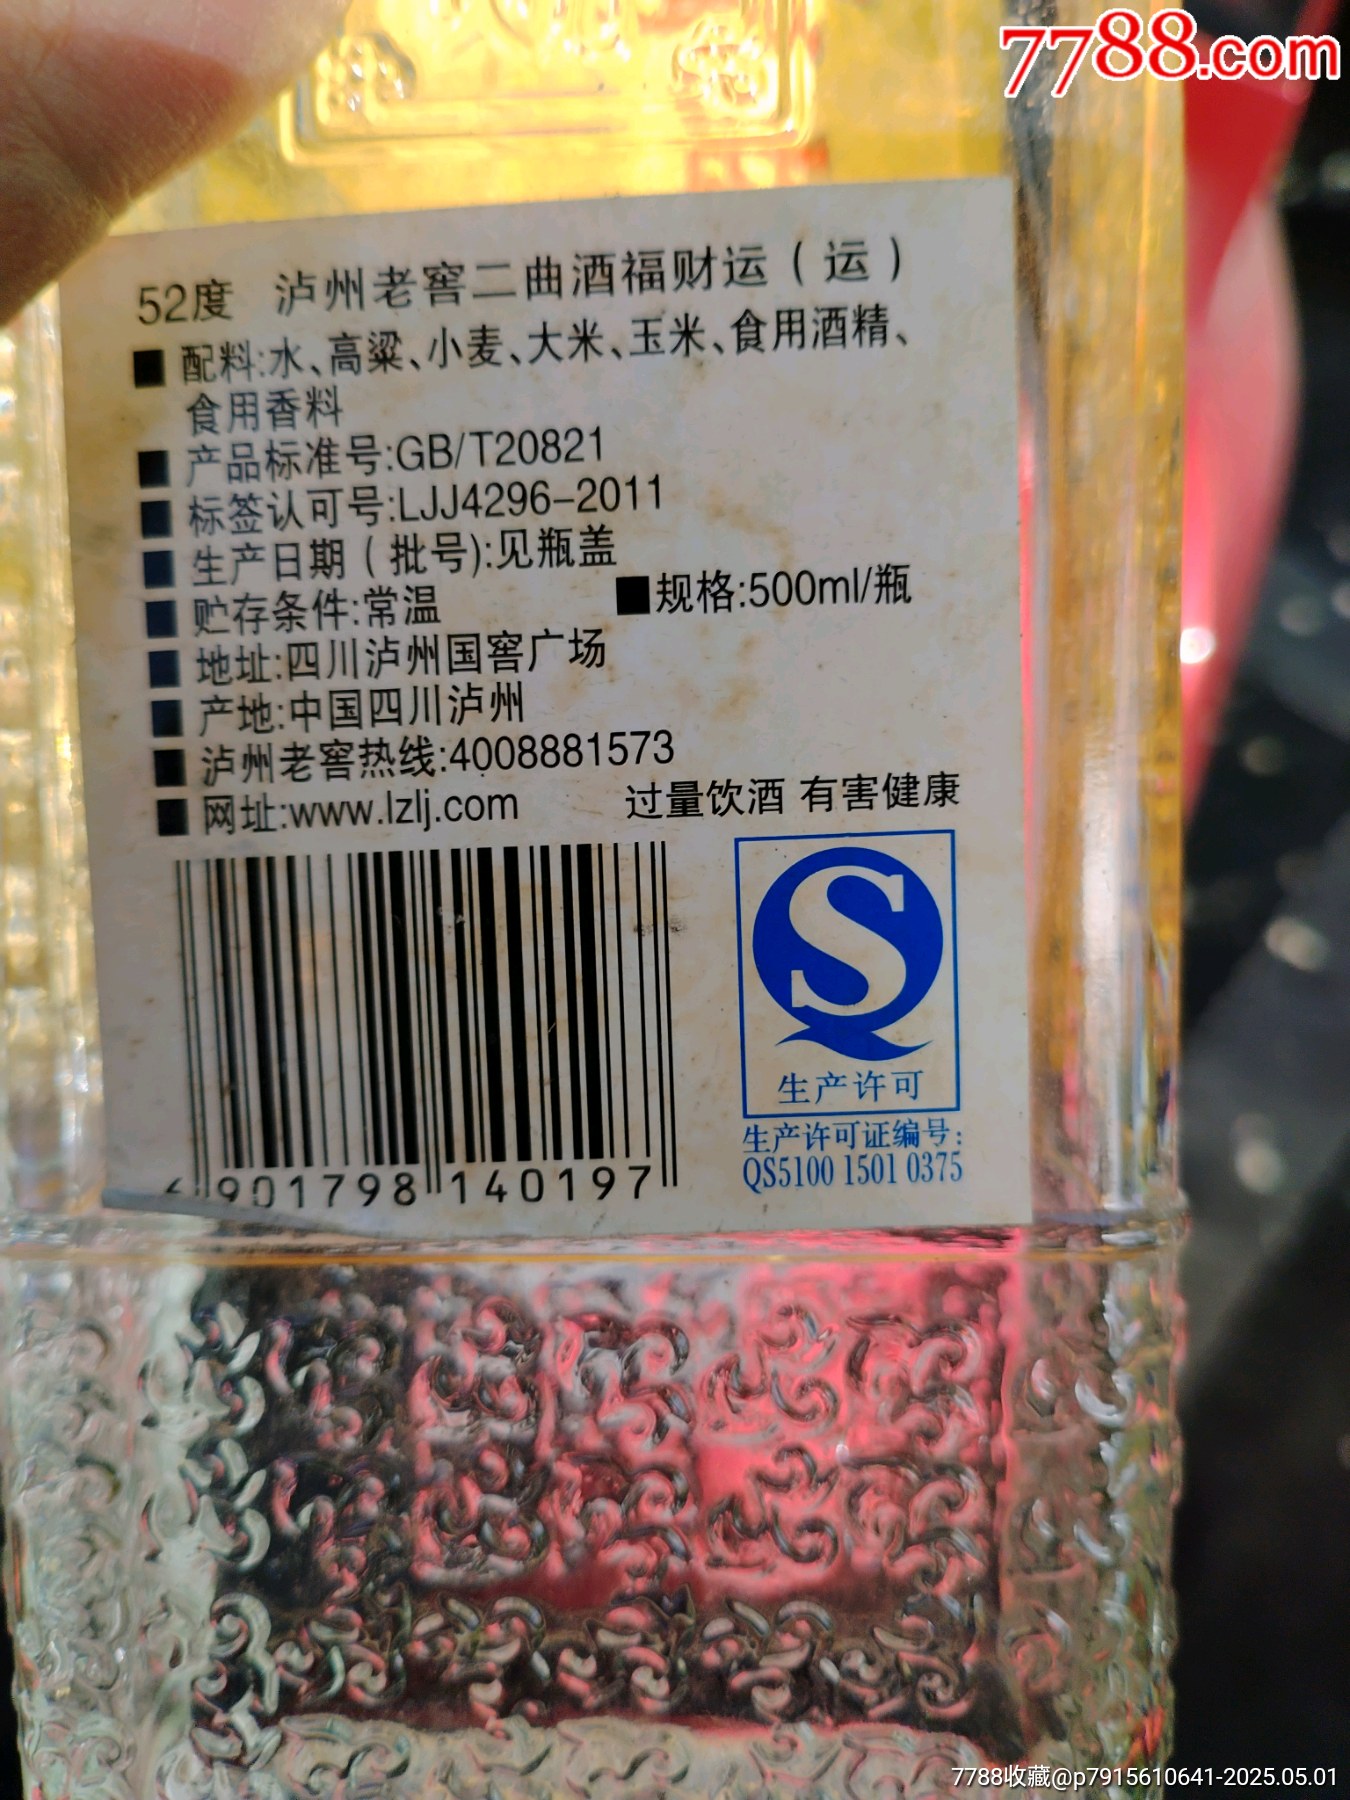 7788.com
52度 泸州老窖二曲酒福财运（运）
■ 配料:水、高粱、小麦、大米、玉米、食用酒精、
食用香料
■ 产品标准号:GB/T20821
■ 标签认可号:LJJ4296-2011
■ 生产日期（批号):见瓶盖
■ 贮存条件:常温 ■规格:500ml/瓶
■ 地址:四川泸州国窖广场
■ 产地:中国四川泸州
■ 泸州老窖热线:4008881573
■ 网址:www.lzlj.com 过量饮酒 有害健康
生产许可
生产许可证编号:
QS5100 1501 0375
6 901798 140197
7788收藏@p7915610641-2025.05.01